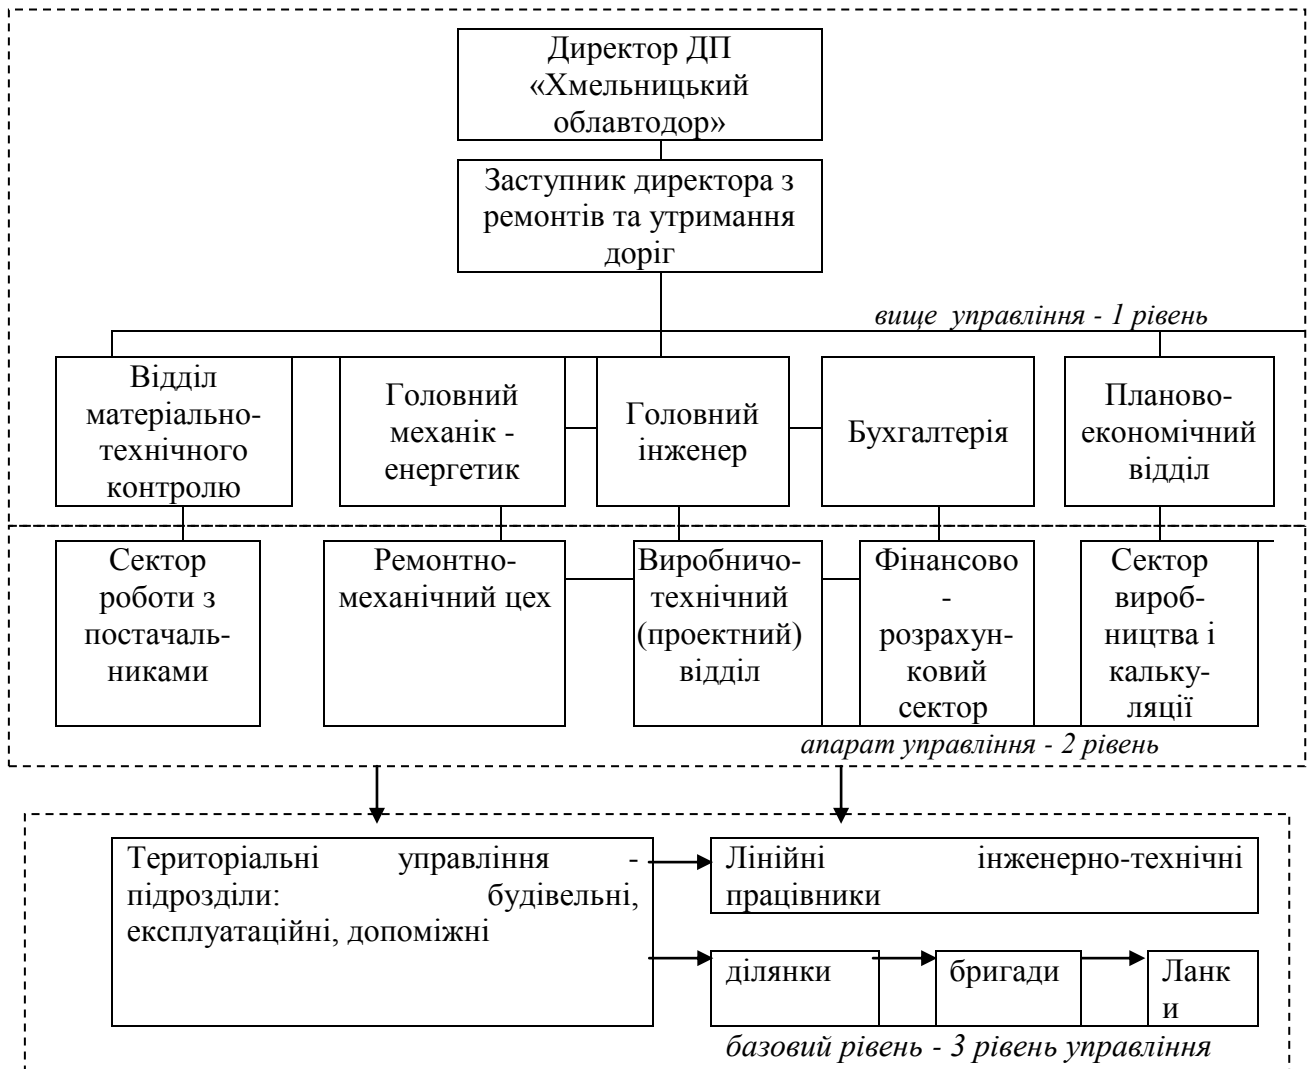 Директор ДП
«Хмельницький
облавтодор»
Заступник директора з
ремонтів та утримання
доріг
вище управління - 1 рівень
Відділ
матеріально-
технічного
контролю
Головний
механік -
енергетик
Головний
інженер
Бухгалтерія
Планово-
економічний
відділ
Сектор
роботи з
постачаль-
никами
Ремонтно-
механічний цех
Виробничо-
технічний
(проектний)
відділ
Фінансово
-
розрахун-
ковий
сектор
Сектор
вироб-
ництва і
кальку-
ляції
апарат управління - 2 рівень
Територіальні управління -
підрозділи: будівельні,
експлуатаційні, допоміжні
Лінійні інженерно-технічні
працівники
ділянки
бригади
Ланк
и
базовий рівень - 3 рівень управління